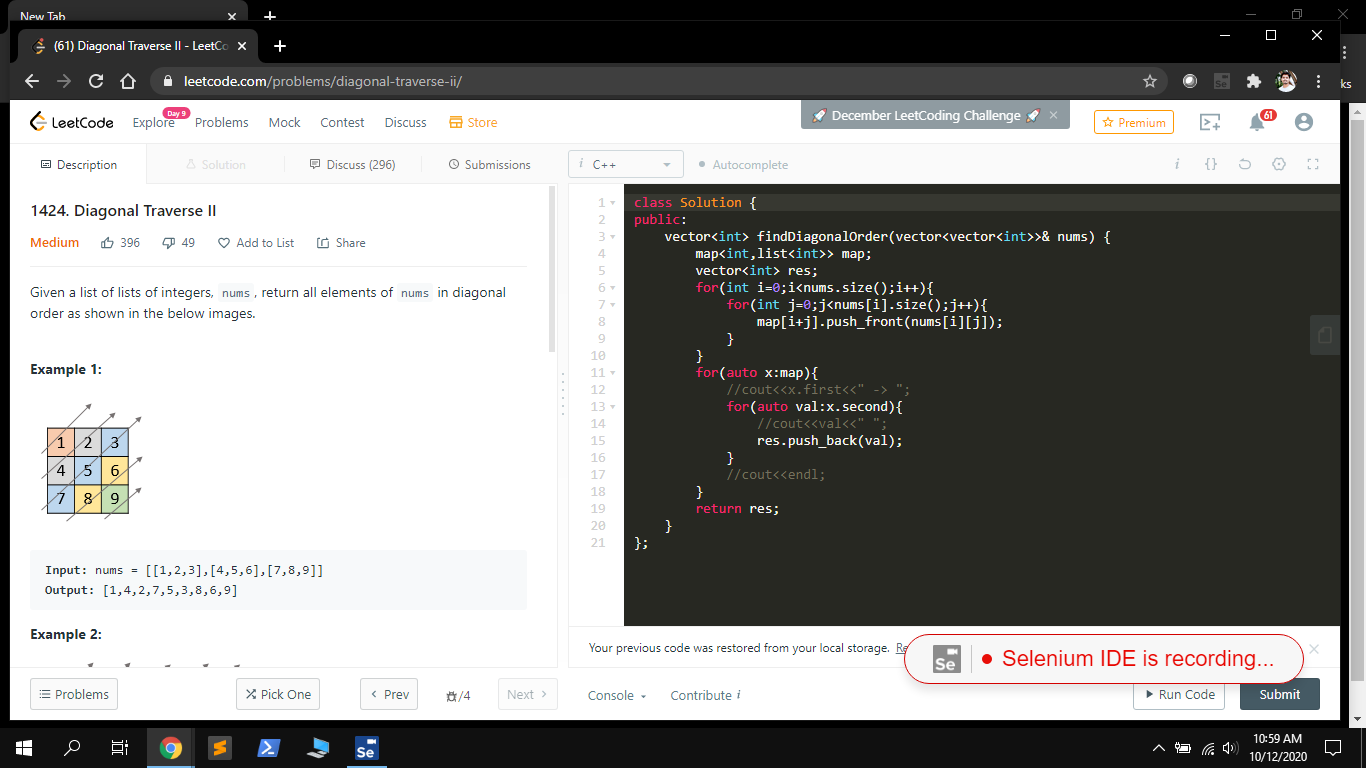 New Tab
(61) Diagonal Traverse II - LeetCo
leetcode.com/problems/diagonal-traverse-ii/
ks
LeetCode Explore Day 9 Problems Mock Contest Discuss Store
🚀 December LeetCoding Challenge 🚀 ×
Premium 61
Description Solution Discuss (296) Submissions
i C++ Autocomplete i {}
1424. Diagonal Traverse II
Medium 396 49 Add to List Share
Given a list of lists of integers, nums, return all elements of nums in diagonal
order as shown in the below images.
Example 1:
1 2 3
4 5 6
7 8 9
Input: nums = [[1,2,3],[4,5,6],[7,8,9]]
Output: [1,4,2,7,5,3,8,6,9]
Example 2:
1 class Solution {
2 public:
3 vector<int> findDiagonalOrder(vector<vector<int>>& nums) {
4 map<int,list<int>> map;
5 vector<int> res;
6 for(int i=0;i<nums.size();i++){
7 for(int j=0;j<nums[i].size();j++){
8 map[i+j].push_front(nums[i][j]);
9 }
10 }
11 for(auto x:map){
12 //cout<<x.first<<" -> ";
13 for(auto val:x.second){
14 //cout<<val<<" ";
15 res.push_back(val);
16 }
17 //cout<<endl;
18 }
19 return res;
20 }
21 };
Your previous code was restored from your local storage. Re
Se Selenium IDE is recording...
Problems Pick One < Prev /4 Next > Console Contribute i Run Code Submit
Se
10:59 AM
10/12/2020